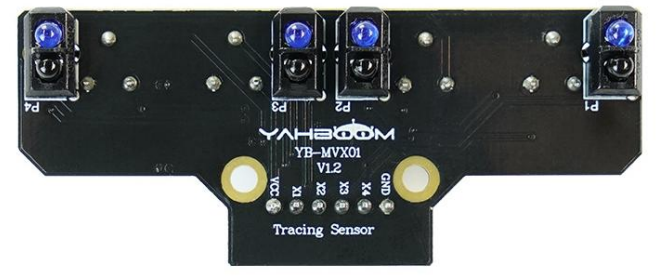 P4
P3
P2
P1
YAHBOOM
YB-MVX01
V1.2
VCC X1 X2 X3 X4 GND
Tracing Sensor